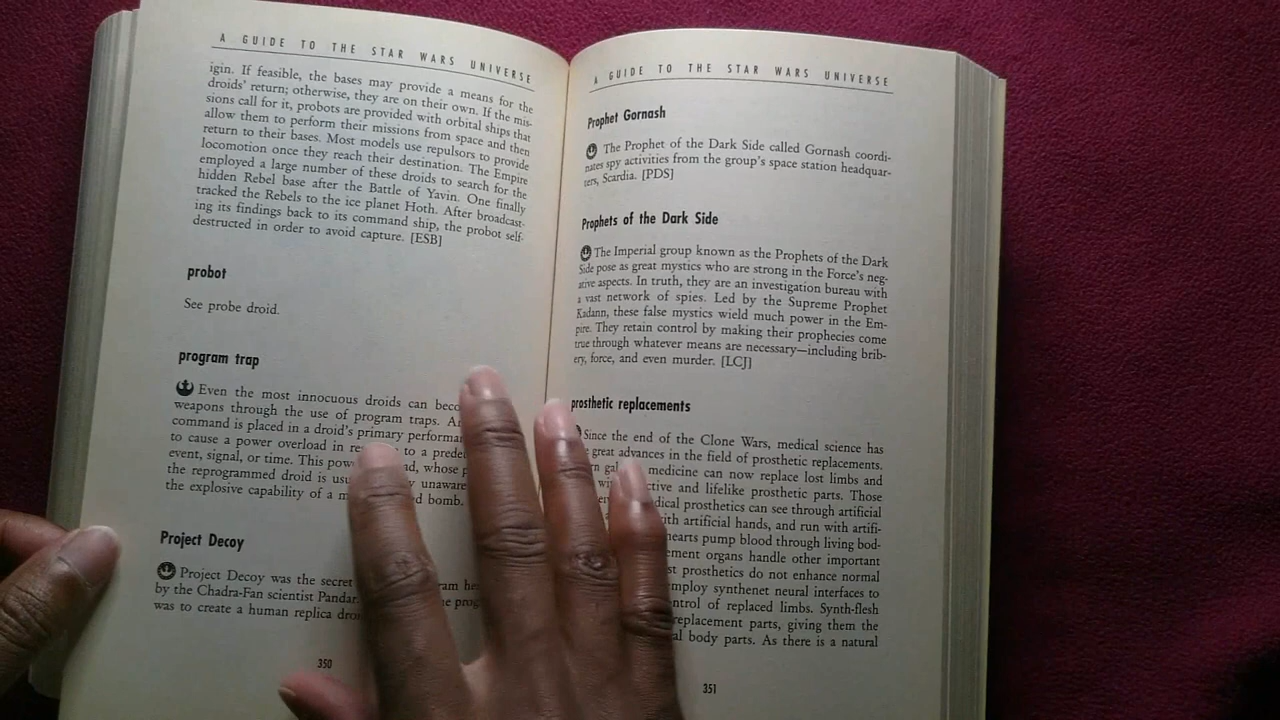 A GUIDE TO THE STAR WARS UNIVERSE
igin. If feasible, the bases may provide a means for the
droids' return; otherwise, they are on their own. If the mis-
sions call for it, probots are provided with orbital ships that
allow them to perform their missions from space and then
return to their bases. Most models use repulsors to provide
locomotion once they reach their destination. The Empire
employed a large number of these droids to search for the
hidden Rebel base after the Battle of Yavin. One finally
tracked the Rebels to the ice planet Hoth. After broadcast-
ing its findings back to its command ship, the probot self-
destructed in order to avoid capture. [ESB]
probot
See probe droid.
program trap
Even the most innocuous droids can
weapons through the use of program traps.
command is placed in a droid's primary
to cause a power overload in to a
event, signal, or time. This whose
the reprogrammed droid is unaware
the explosive capability of a bomb.
Project Decoy
Project Decoy was the secret
by the Chadra-Fan scientist Pandar.
was to create a human replica
350
A GUIDE TO THE STAR WARS UNIVERSE
Prophet Gornash
The Prophet of the Dark Side called Gornash coordi-
nates spy activities from the group's space station headquar-
ters, Scardia. [PDS]
Prophets of the Dark Side
The Imperial group known as the Prophets of the Dark
Side pose as great mystics who are strong in the Force's neg-
ative aspects. In truth, they are an investigation bureau with
a vast network of spies. Led by the Supreme Prophet
Kadann, these false mystics wield much power in the Em-
pire. They retain control by making their prophecies come
true through whatever means are necessary—including brib-
ery, force, and even murder. [LCJ]
prosthetic replacements
Since the end of the Clone Wars, medical science has
great advances in the field of prosthetic replacements.
medicine can now replace lost limbs and
and lifelike prosthetic parts. Those
prosthetics can see through artificial
with artificial hands, and run with artifi-
hearts pump blood through living bod-
organs handle other important
prosthetics do not enhance normal
employ synthenet neural interfaces to
of replaced limbs. Synth-flesh
replacement parts, giving them the
body parts. As there is a natural
351